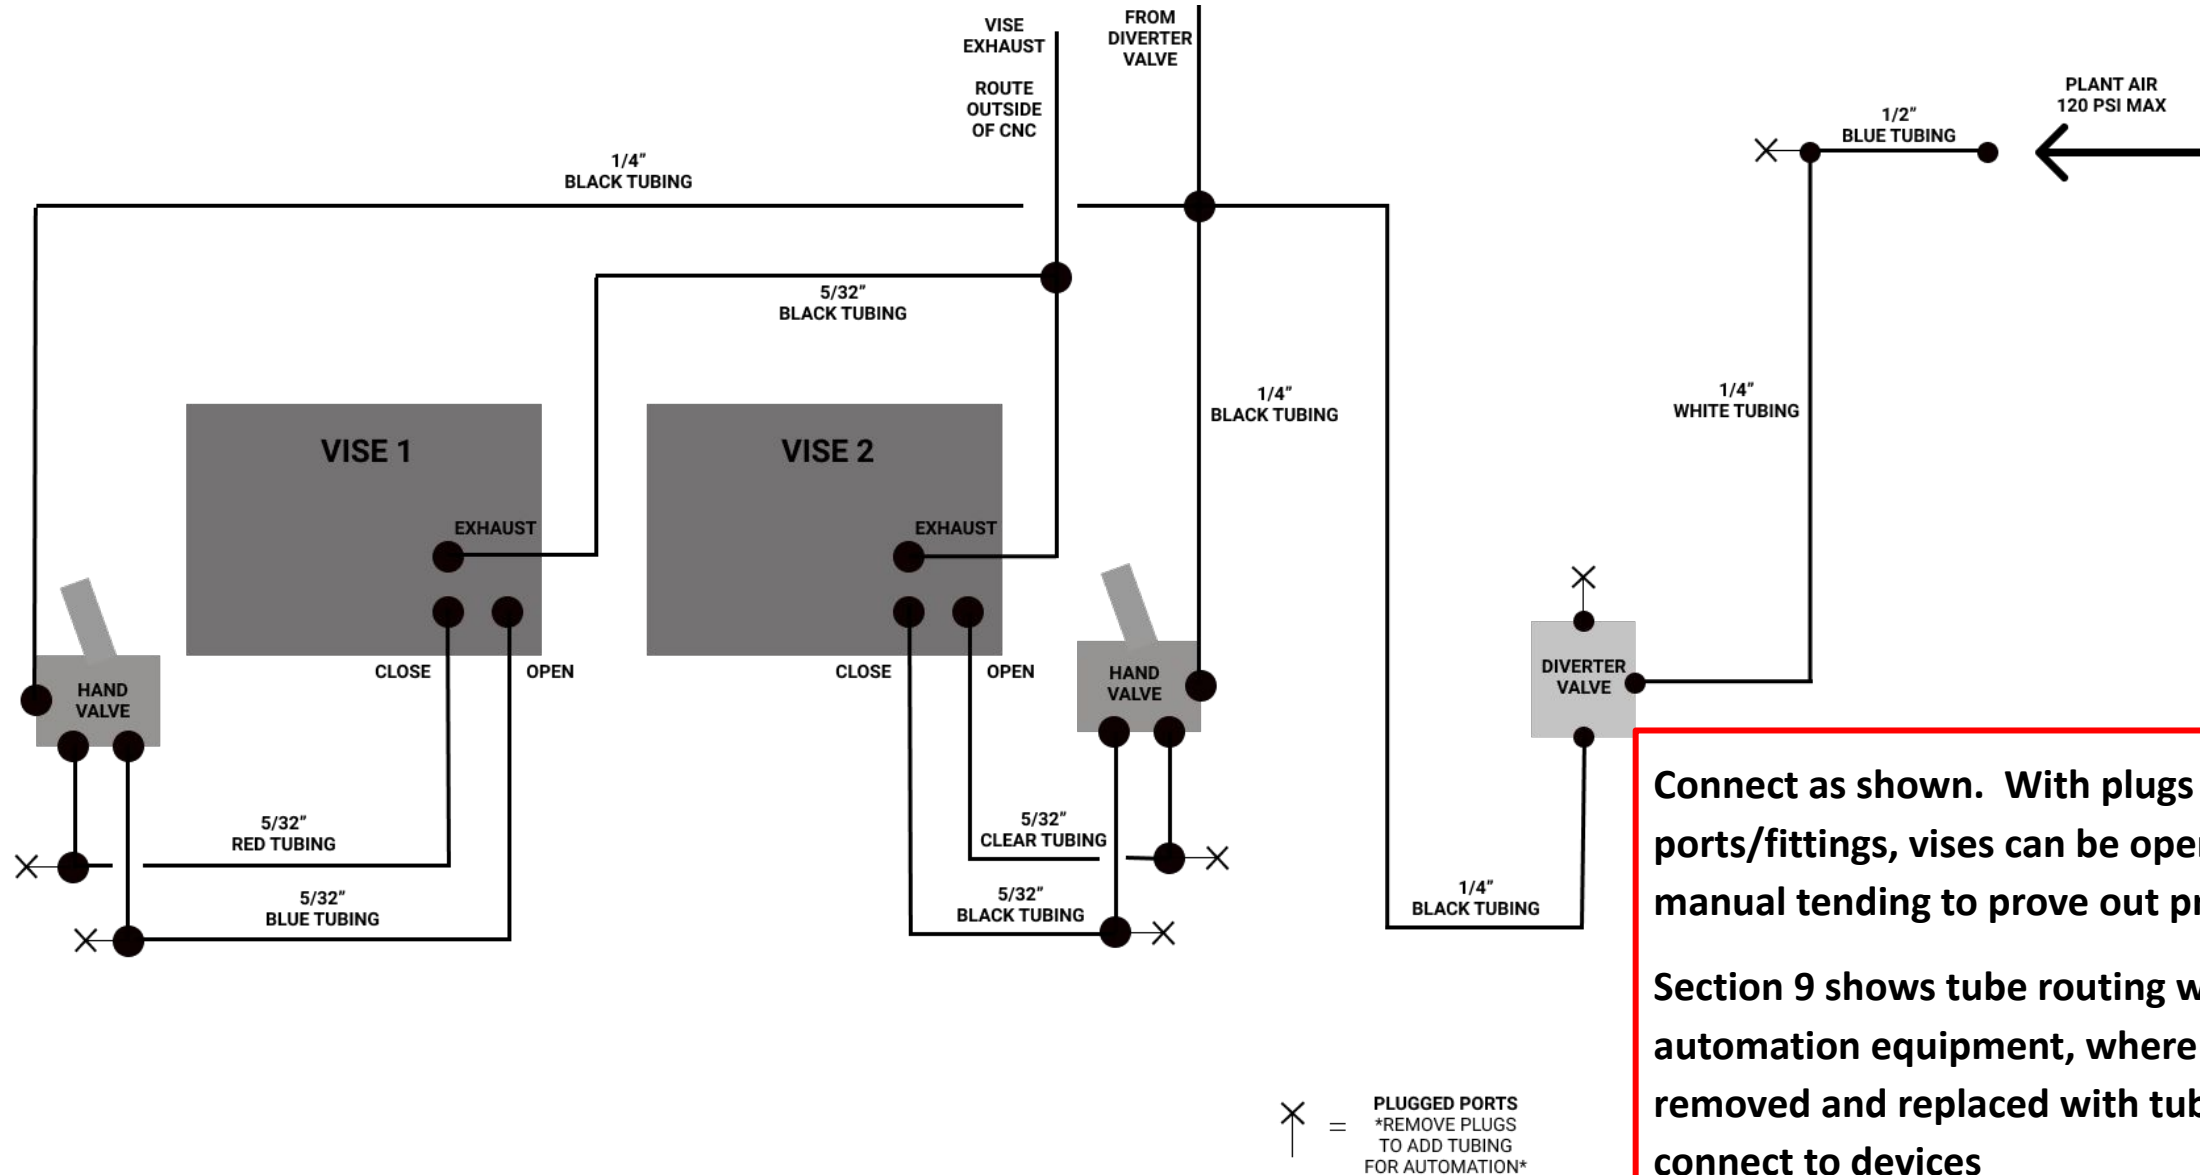 VISE
EXHAUST
ROUTE
OUTSIDE
OF CNC
FROM
DIVERTER
VALVE
PLANT AIR
120 PSI MAX
1/2"
BLUE TUBING
1/4"
BLACK TUBING
5/32"
BLACK TUBING
1/4"
BLACK TUBING
1/4"
WHITE TUBING
VISE 1
EXHAUST
CLOSE
OPEN
VISE 2
EXHAUST
CLOSE
OPEN
HAND
VALVE
HAND
VALVE
DIVERTER
VALVE
5/32"
RED TUBING
5/32"
BLUE TUBING
5/32"
CLEAR TUBING
5/32"
BLACK TUBING
1/4"
BLACK TUBING
Connect as shown.  With plugs
ports/fittings, vises can be
manual tending to prove out
Section 9 shows tube routing
automation equipment, where
removed and replaced with
connect to devices
=
PLUGGED PORTS
*REMOVE PLUGS
TO ADD TUBING
FOR AUTOMATION*